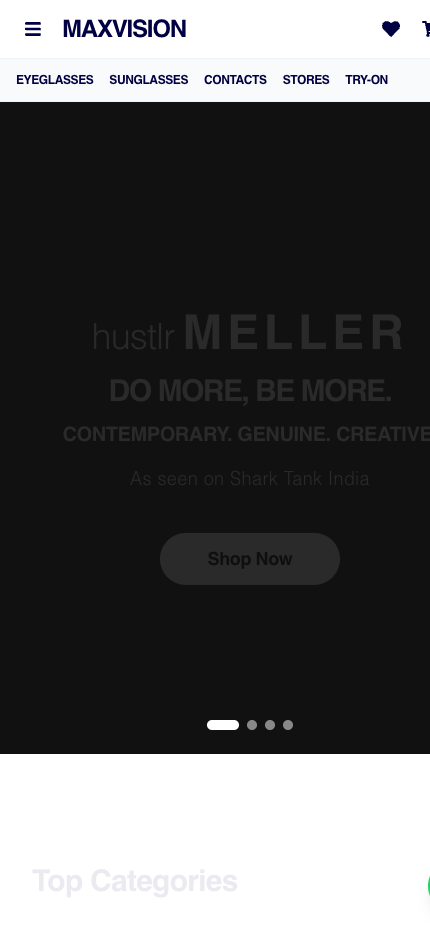 MAXVISION
EYEGLASSES SUNGLASSES CONTACTS STORES TRY-ON
hustlr MELLER
DO MORE, BE MORE.
CONTEMPORARY. GENUINE. CREATIVE
As seen on Shark Tank India
Shop Now
Top Categories